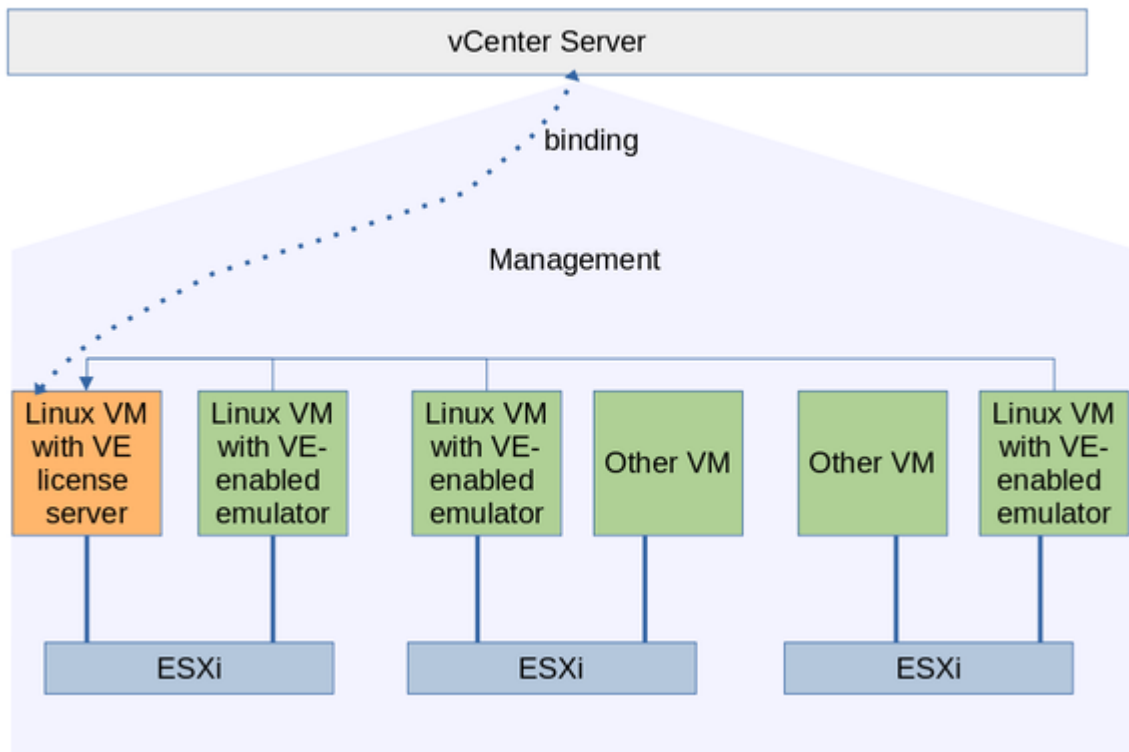 vCenter Server
binding
Management
Linux VM
with VE
license
server
Linux VM
with VE-
enabled
emulator
Linux VM
with VE-
enabled
emulator
Other VM
Other VM
Linux VM
with VE-
enabled
emulator
ESXi
ESXi
ESXi